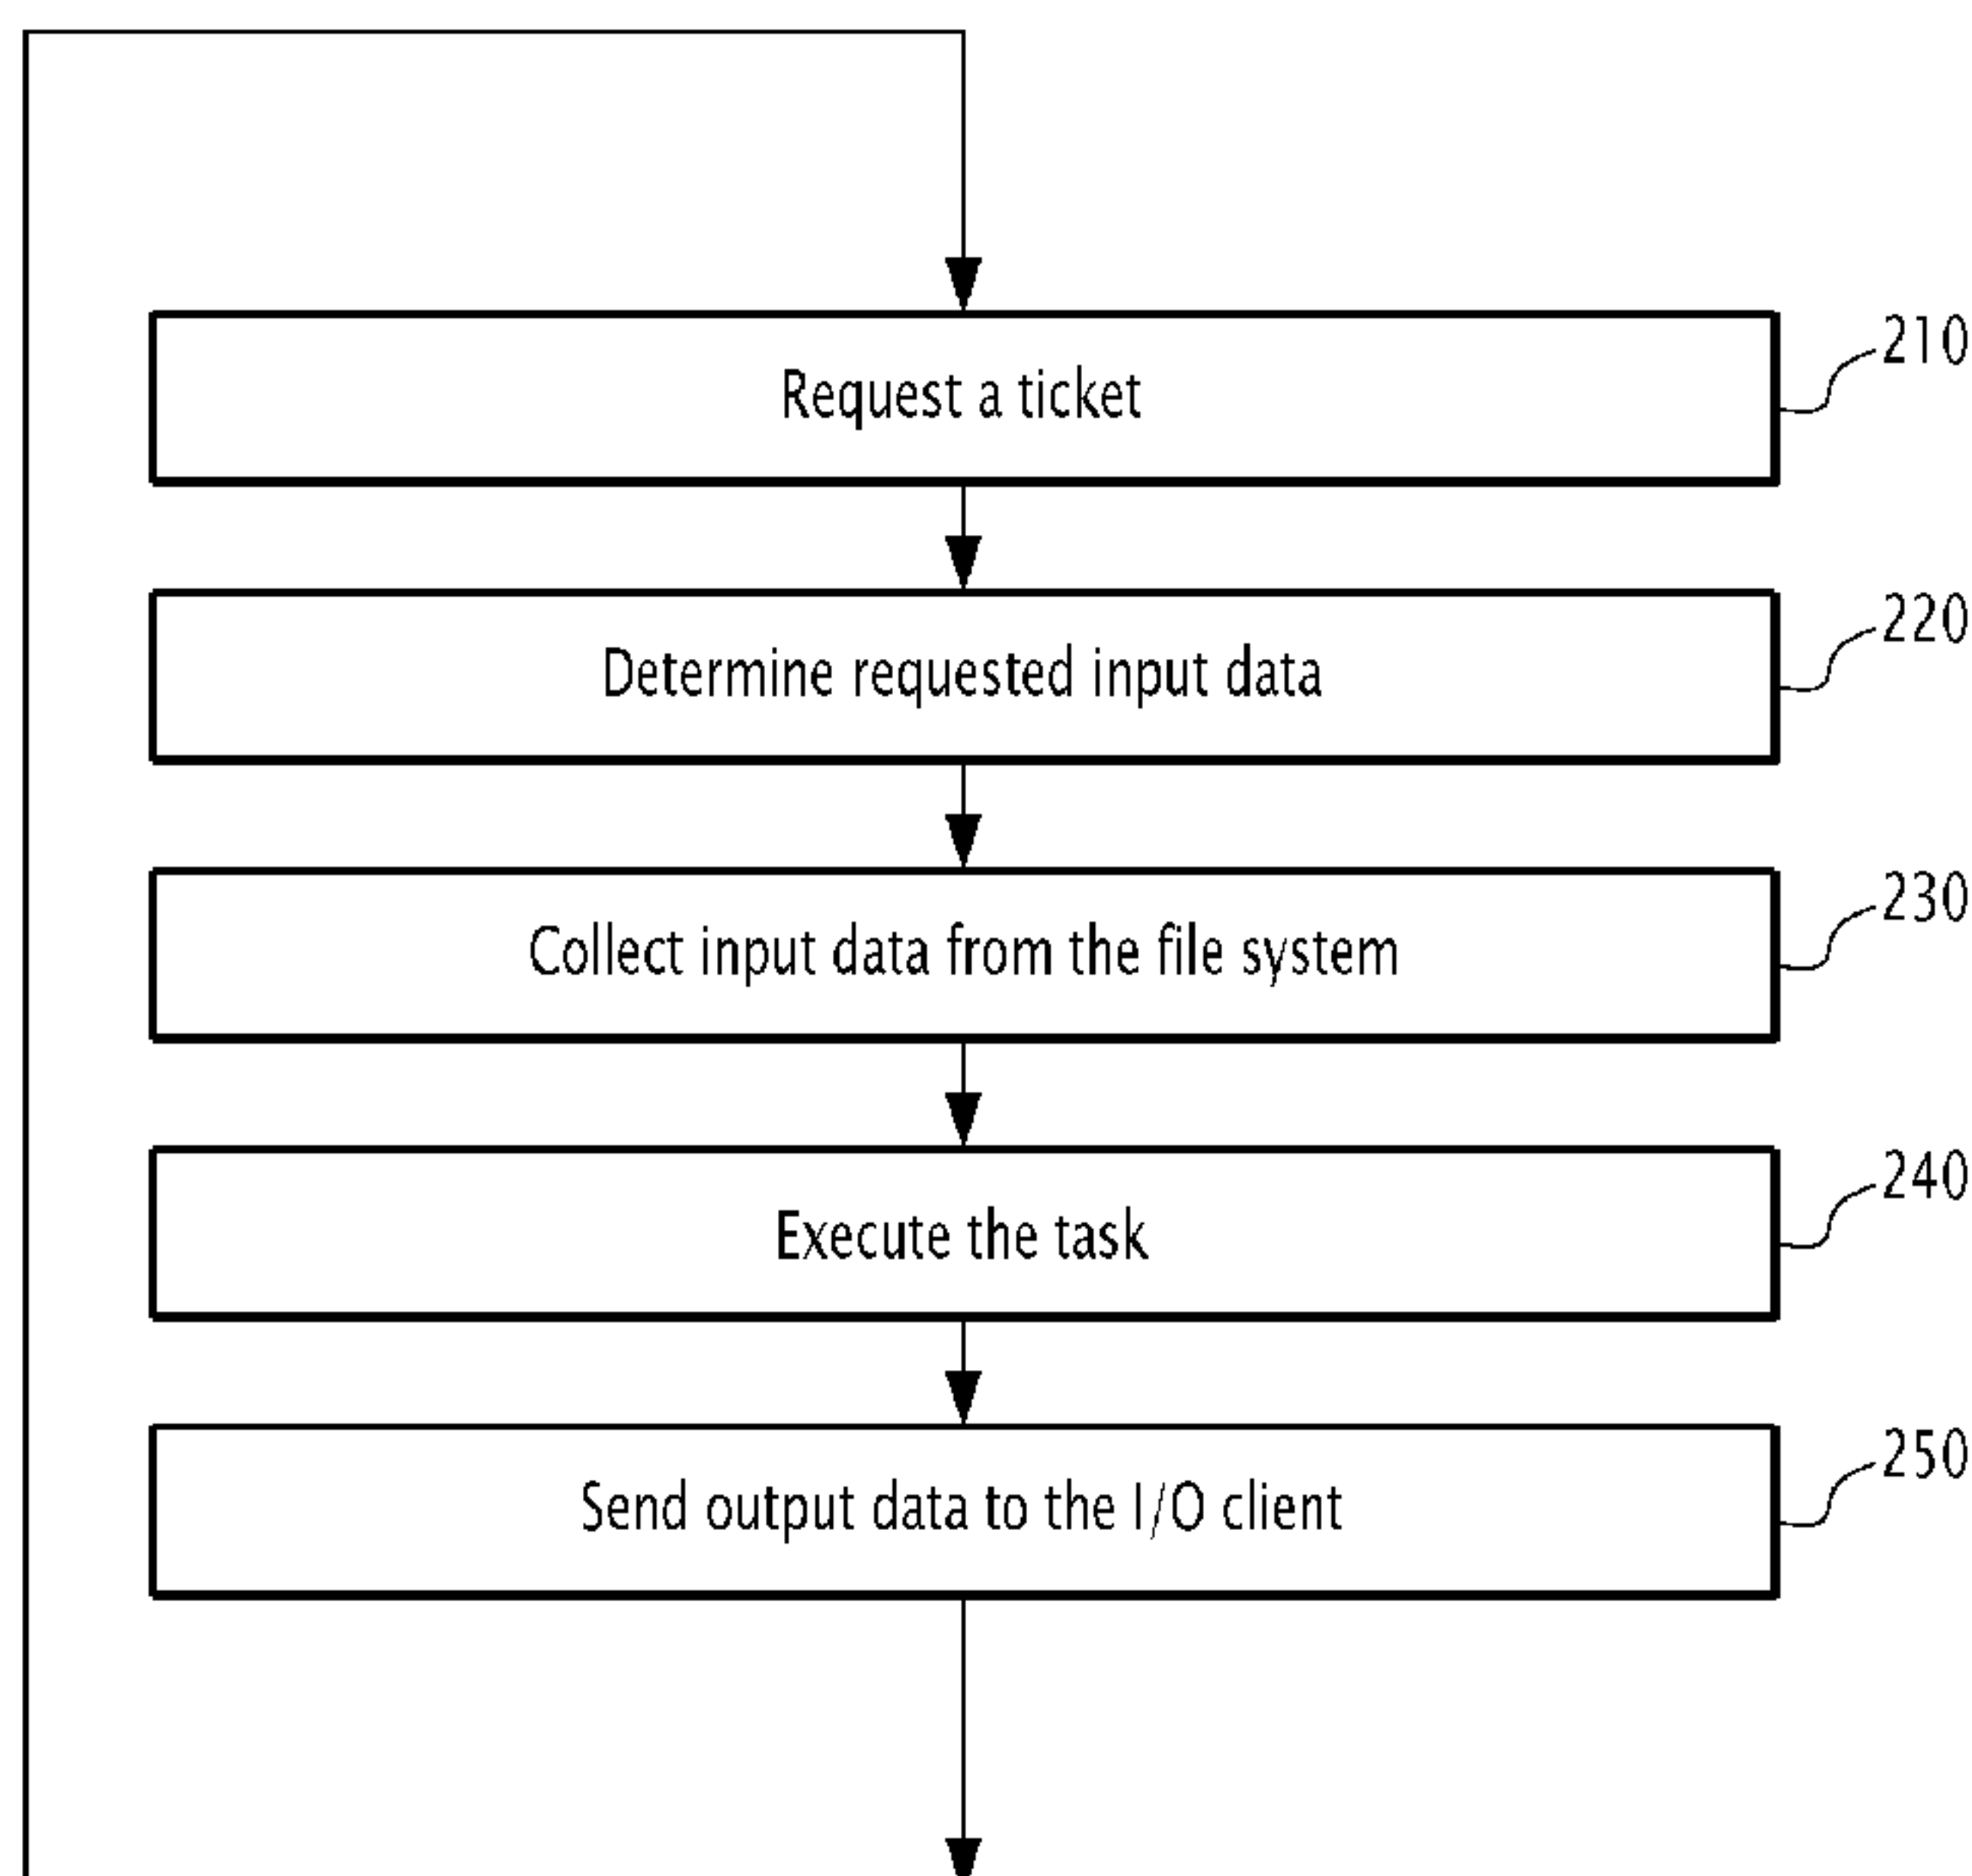 Request a ticket
210
Determine requested input data
220
Collect input data from the file system
230
Execute the task
240
Send output data to the I/O client
250